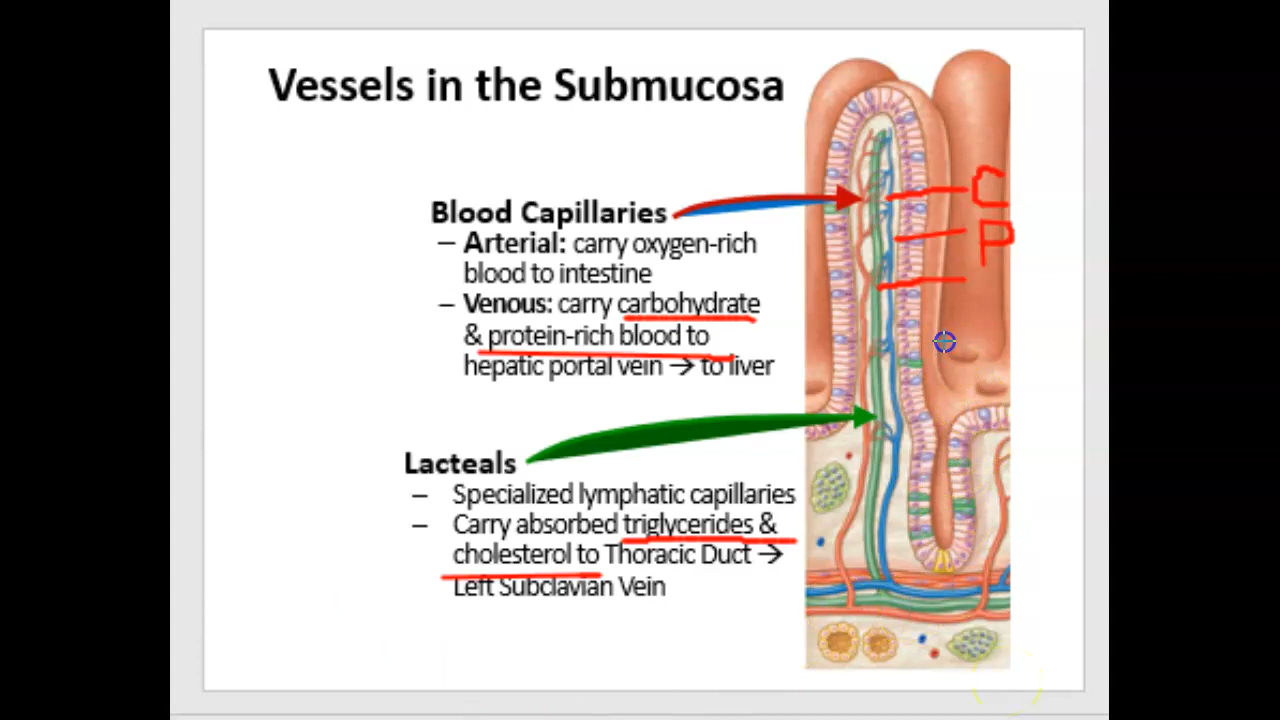 Vessels in the Submucosa
Blood Capillaries
– Arterial: carry oxygen-rich
blood to intestine
– Venous: carry carbohydrate
& protein-rich blood to
hepatic portal vein → to liver
C
P
Lacteals
– Specialized lymphatic capillaries
– Carry absorbed triglycerides &
cholesterol to Thoracic Duct →
Left Subclavian Vein